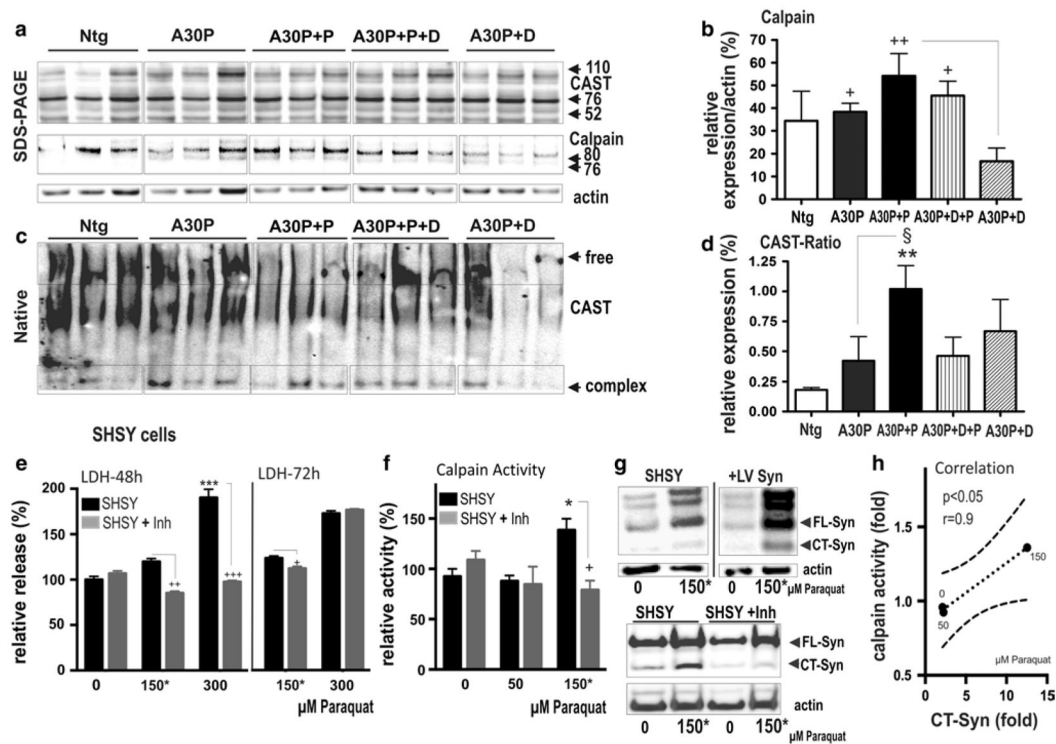 a
Ntg A30P A30P+P A30P+P+D A30P+D
SDS-PAGE
110
CAST
76
52
Calpain
80
76
actin
c
Ntg A30P A30P+P A30P+P+D A30P+D
Native
free
CAST
complex
b Calpain
relative
expression/actin (%)
70
60
50
40
30
20
10
0
+ ++ +
Ntg A30P A30P+P A30P+D+P A30P+D
d CAST-Ratio
relative expression (%)
1.25
1.00
0.75
0.50
0.25
0.00
§
**
Ntg A30P A30P+P A30P+D+P A30P+D
SHSY cells
e LDH-48h LDH-72h
SHSY
SHSY + Inh
relative release (%)
200
150
100
50
0
***
++ +++ +
0 150* 300 150* 300
µM Paraquat
f
Calpain Activity
SHSY
SHSY + Inh
relative activity (%)
150
100
50
0
*
+
0 50 150*
µM Paraquat
g
SHSY +LV Syn
FL-Syn
CT-Syn
actin
0 150* 0 150* µM Paraquat
SHSY SHSY +Inh
FL-Syn
CT-Syn
actin
0 150* 0 150* µM Paraquat
h
Correlation
p<0.05
r=0.9
calpain activity (fold)
1.5
1.0
0.5
150
0
50
µM Paraquat
0 5 10 15
CT-Syn (fold)